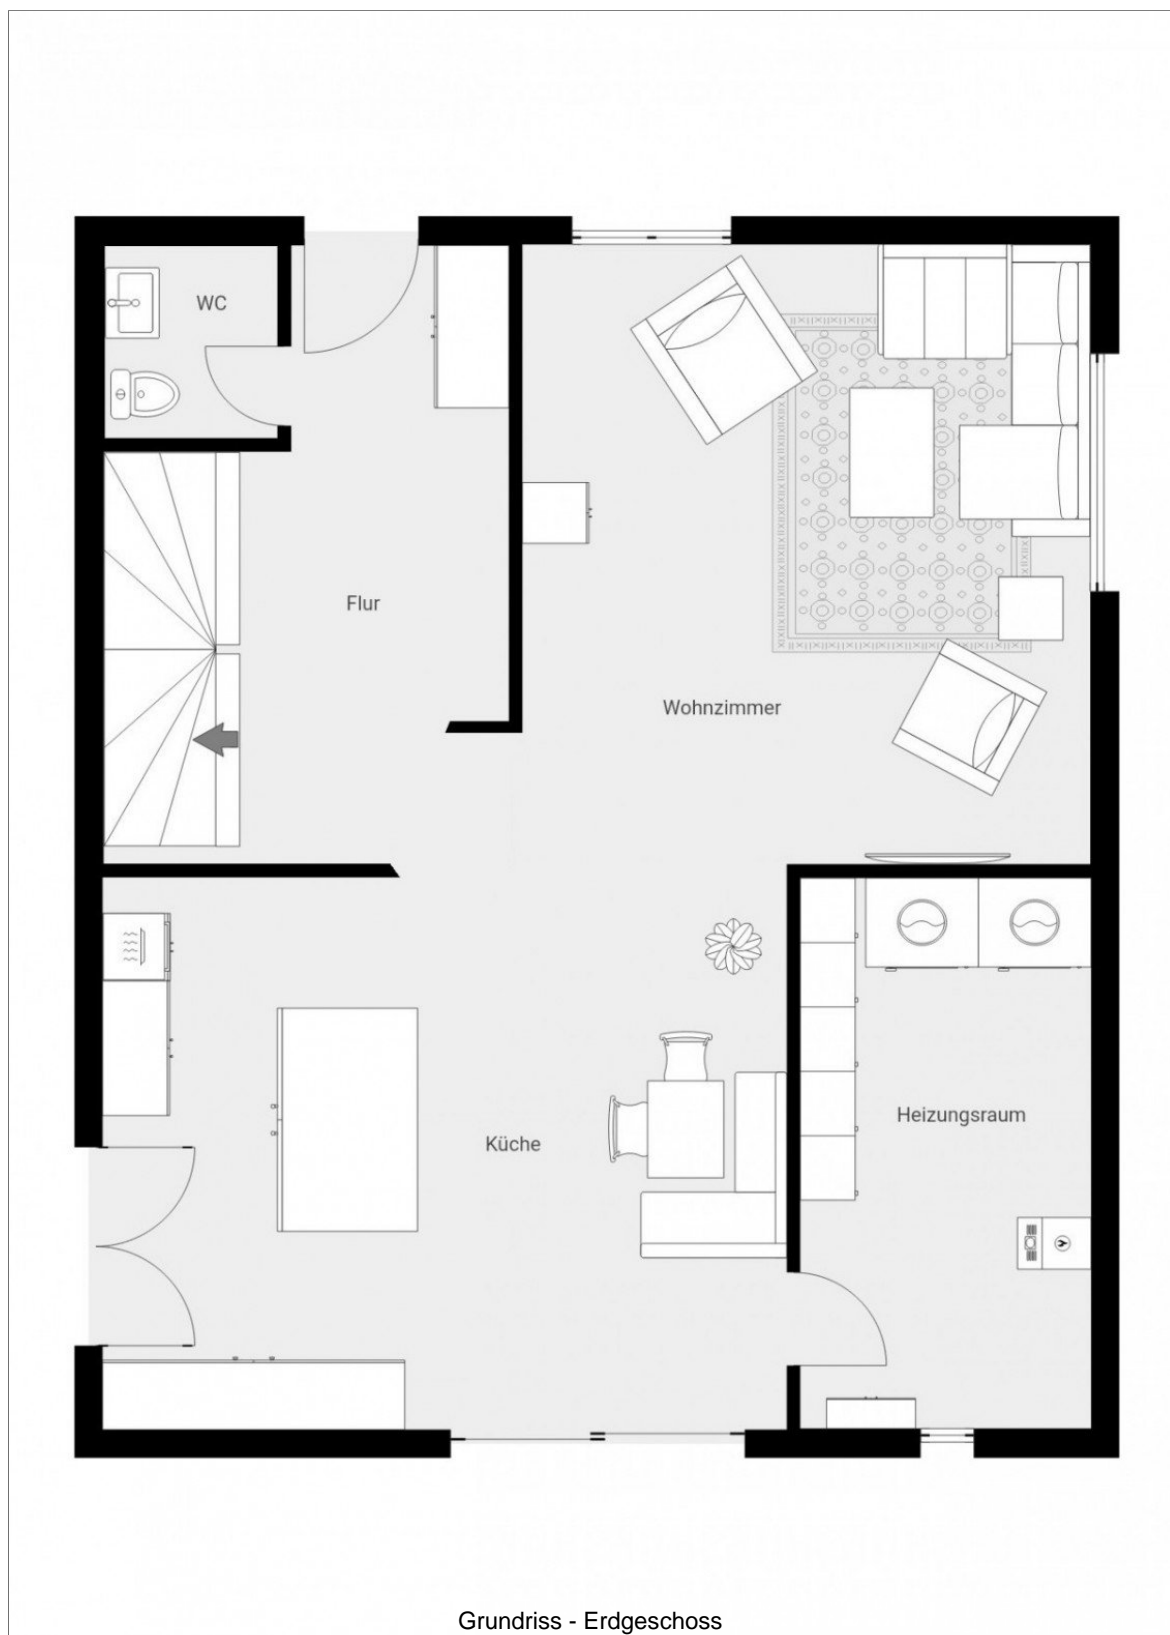 WC
Flur
Wohnzimmer
Küche
Heizungsraum
Grundriss - Erdgeschoss